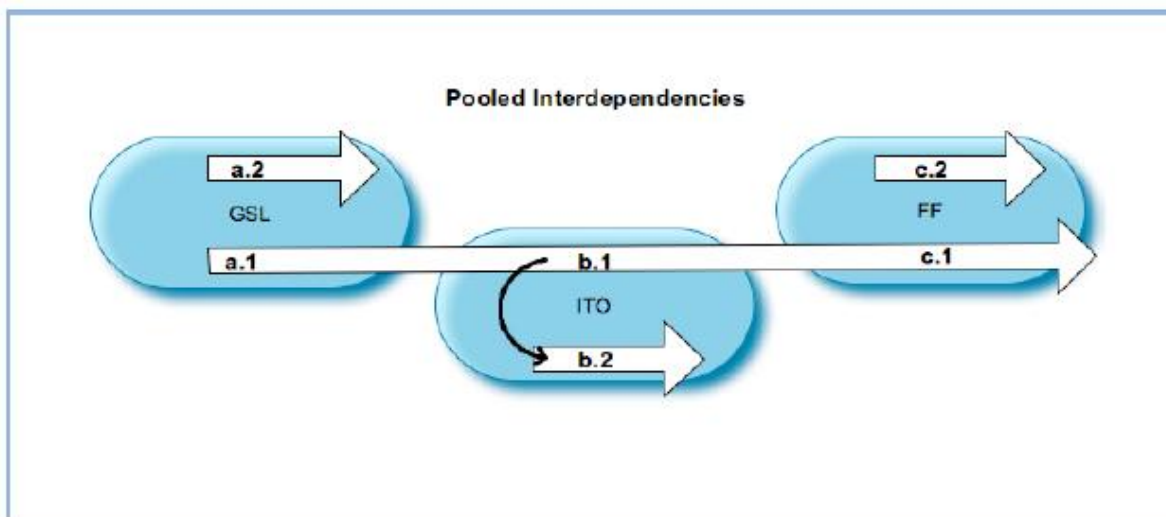 Pooled Interdependencies
a.2
c.2
GSL
FF
a.1
b.1
c.1
ITO
b.2